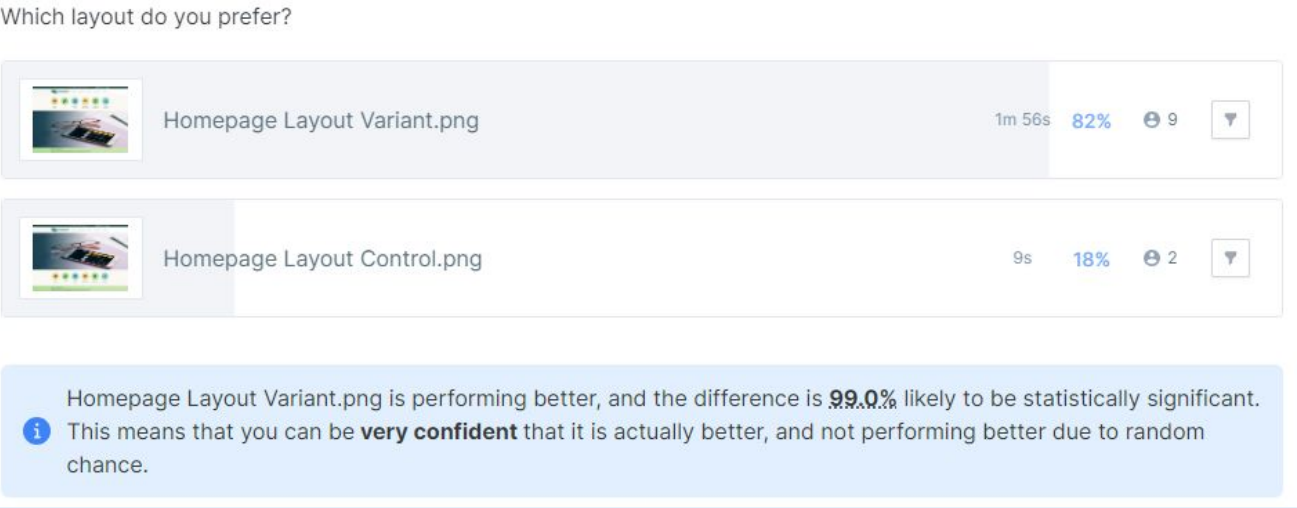 Which layout do you prefer?
Homepage Layout Variant.png 1m 56s 82% 9
Homepage Layout Control.png 9s 18% 2
Homepage Layout Variant.png is performing better, and the difference is 99.0% likely to be statistically significant.
This means that you can be very confident that it is actually better, and not performing better due to random
chance.